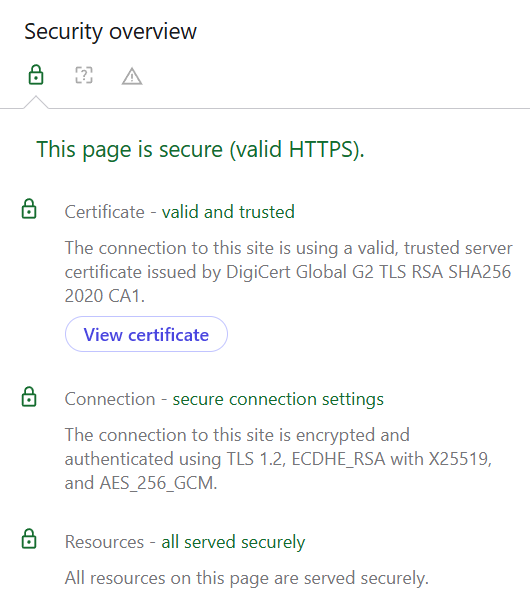 Security overview
This page is secure (valid HTTPS).
Certificate - valid and trusted
The connection to this site is using a valid, trusted server
certificate issued by DigiCert Global G2 TLS RSA SHA256
2020 CA1.
View certificate
Connection - secure connection settings
The connection to this site is encrypted and
authenticated using TLS 1.2, ECDHE_RSA with X25519,
and AES_256_GCM.
Resources - all served securely
All resources on this page are served securely.